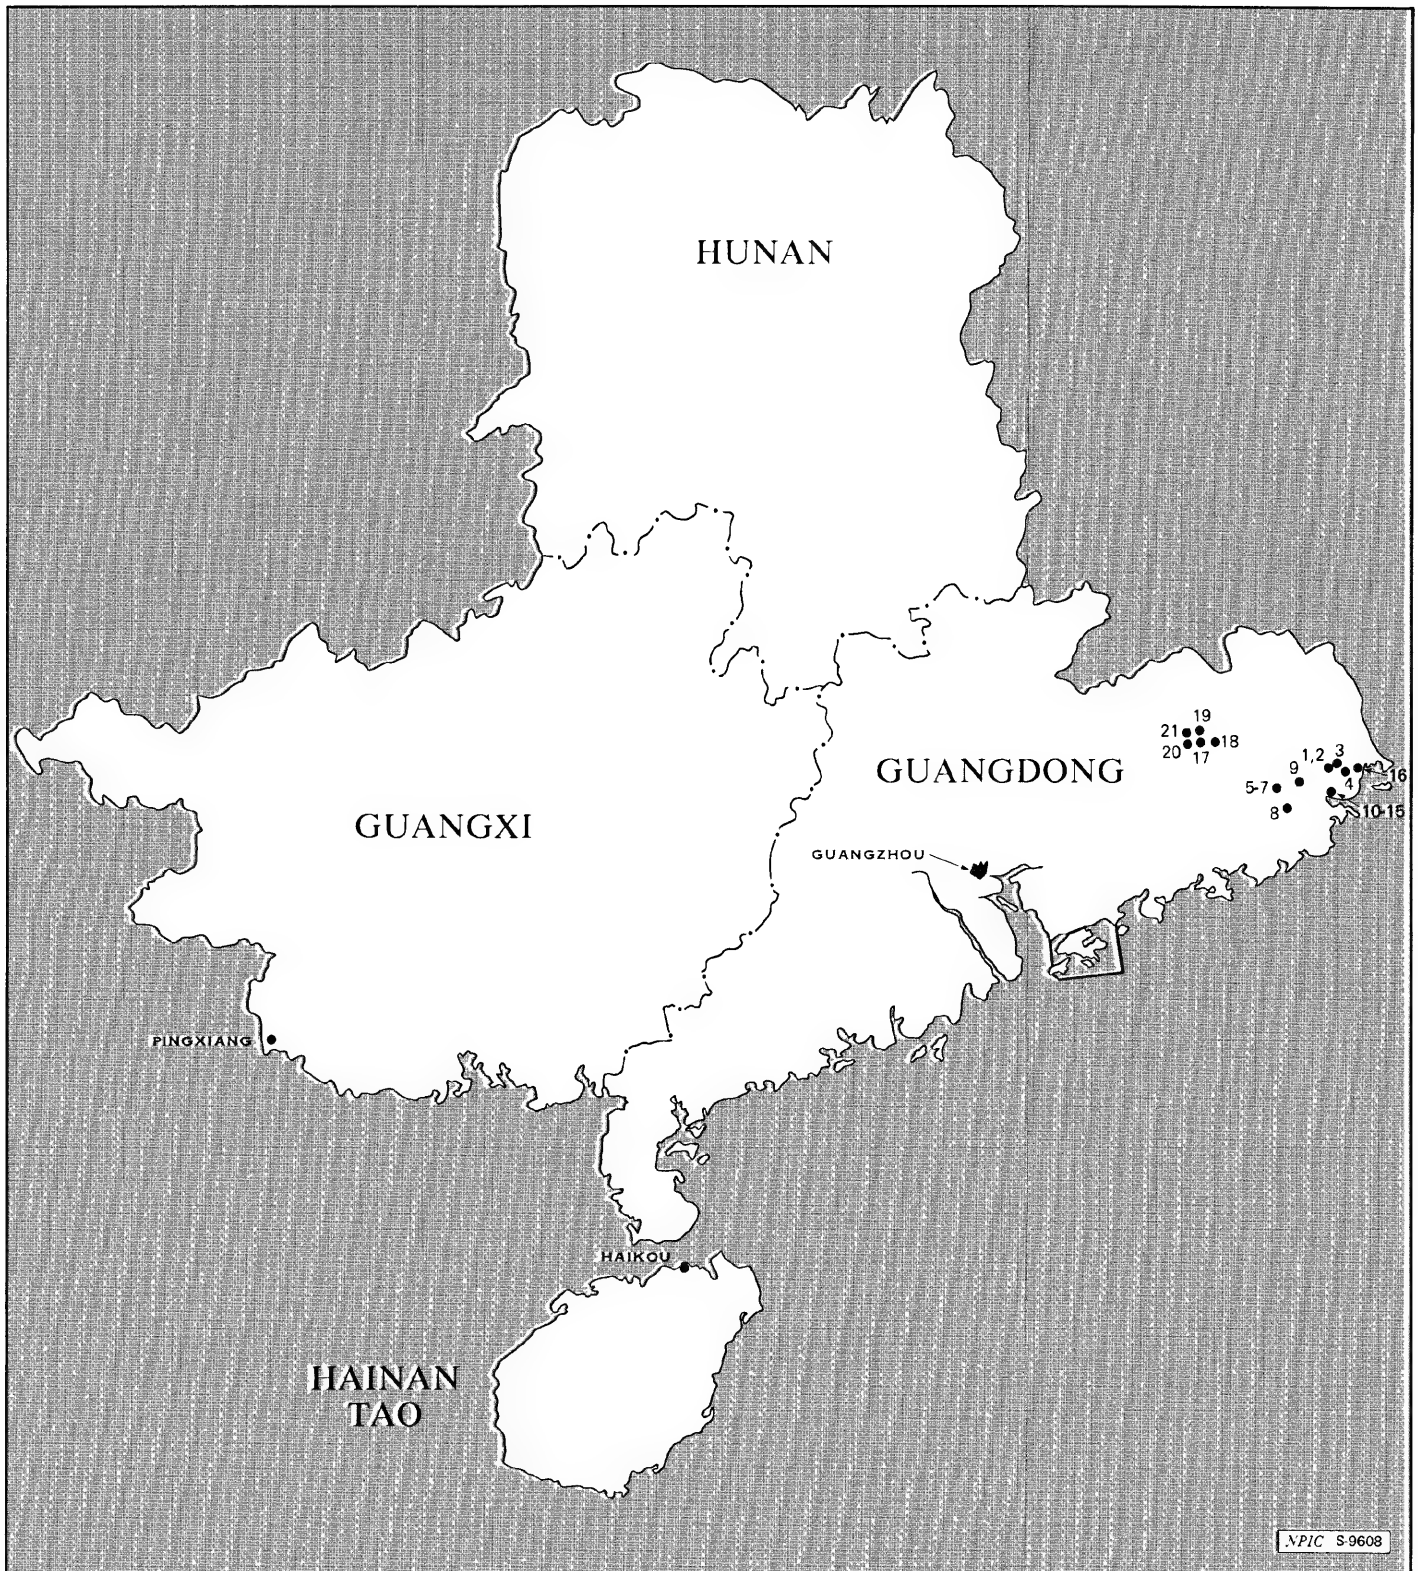 HUNAN
19
21
18
20
17
3
1,2
GUANGDONG
9
16
5-7
4
8
10-15
GUANGXI
GUANGZHOU
PINGXIANG
HAIKOU
HAINAN
TAO
NPIC S-9608